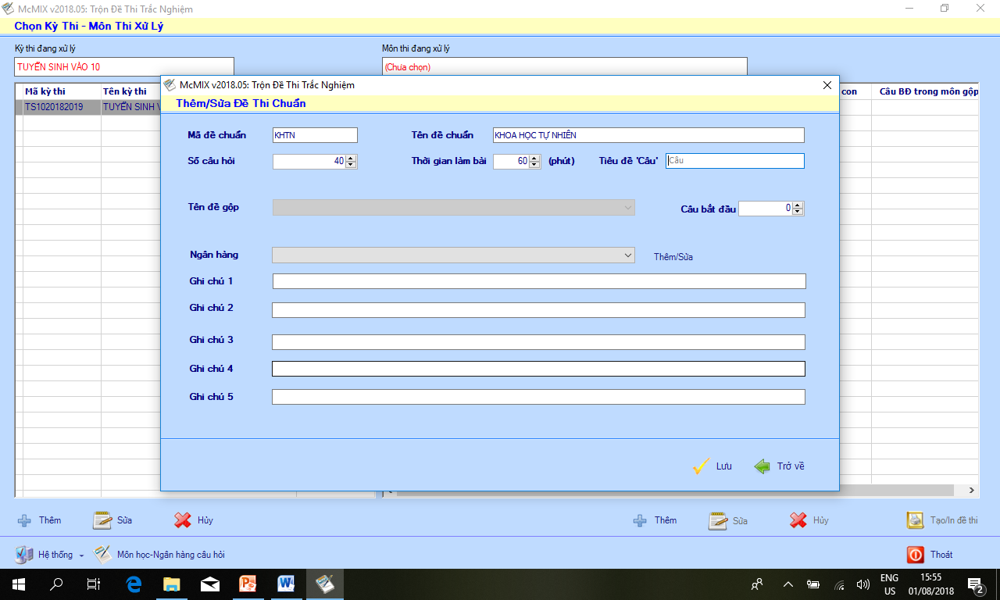 McMIX v2018.05: Trộn Đề Thi Trắc Nghiệm
Chọn Kỳ Thi - Môn Thi Xử Lý
Kỳ thi đang xử lý
Môn thi đang xử lý
TUYỂN SINH VÀO 10
(Chưa chọn)
Mã kỳ thi
Tên kỳ thi
con
Câu BĐ trong môn gộp
TS1020182019
TUYỂN SINH V
McMIX v2018.05: Trộn Đề Thi Trắc Nghiệm
Thêm/Sửa Đề Thi Chuẩn
Mã đề chuẩn
KHTN
Tên đề chuẩn
KHOA HỌC TỰ NHIÊN
Số câu hỏi
40
Thời gian làm bài
60
(phút)
Tiêu đề 'Câu'
Câu
Tên đề gộp
Câu bắt đầu
0
Ngân hàng
Thêm/Sửa
Ghi chú 1
Ghi chú 2
Ghi chú 3
Ghi chú 4
Ghi chú 5
Lưu
Trở về
Thêm
Sửa
Hủy
Thêm
Sửa
Hủy
Tạo/In đề thi
Hệ thống
Môn học-Ngân hàng câu hỏi
Thoát
ENG
US
15:55
01/08/2018
2